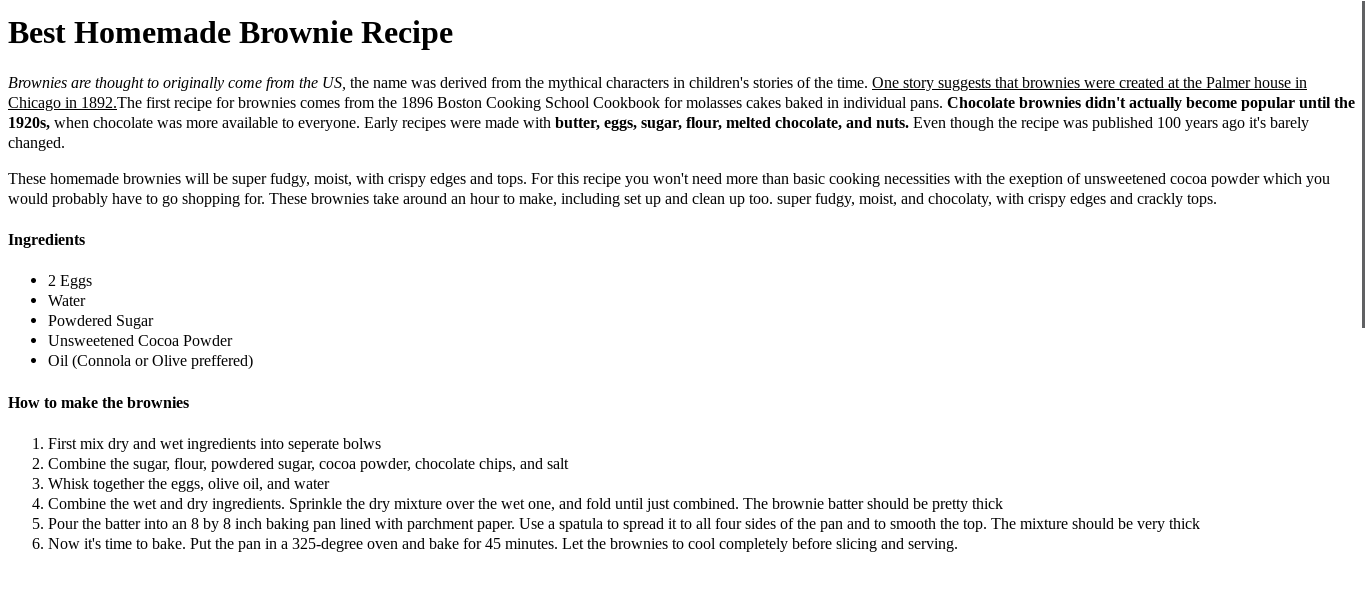 Best Homemade Brownie Recipe
Brownies are thought to originally come from the US, the name was derived from the mythical characters in children's stories of the time. One story suggests that brownies were created at the Palmer house in
Chicago in 1892.The first recipe for brownies comes from the 1896 Boston Cooking School Cookbook for molasses cakes baked in individual pans. Chocolate brownies didn't actually become popular until the
1920s, when chocolate was more available to everyone. Early recipes were made with butter, eggs, sugar, flour, melted chocolate, and nuts. Even though the recipe was published 100 years ago it's barely
changed.
These homemade brownies will be super fudgy, moist, with crispy edges and tops. For this recipe you won't need more than basic cooking necessities with the exeption of unsweetened cocoa powder which you
would probably have to go shopping for. These brownies take around an hour to make, including set up and clean up too. super fudgy, moist, and chocolaty, with crispy edges and crackly tops.
Ingredients
• 2 Eggs
• Water
• Powdered Sugar
• Unsweetened Cocoa Powder
• Oil (Connola or Olive preffered)
How to make the brownies
1. First mix dry and wet ingredients into seperate bolws
2. Combine the sugar, flour, powdered sugar, cocoa powder, chocolate chips, and salt
3. Whisk together the eggs, olive oil, and water
4. Combine the wet and dry ingredients. Sprinkle the dry mixture over the wet one, and fold until just combined. The brownie batter should be pretty thick
5. Pour the batter into an 8 by 8 inch baking pan lined with parchment paper. Use a spatula to spread it to all four sides of the pan and to smooth the top. The mixture should be very thick
6. Now it's time to bake. Put the pan in a 325-degree oven and bake for 45 minutes. Let the brownies to cool completely before slicing and serving.